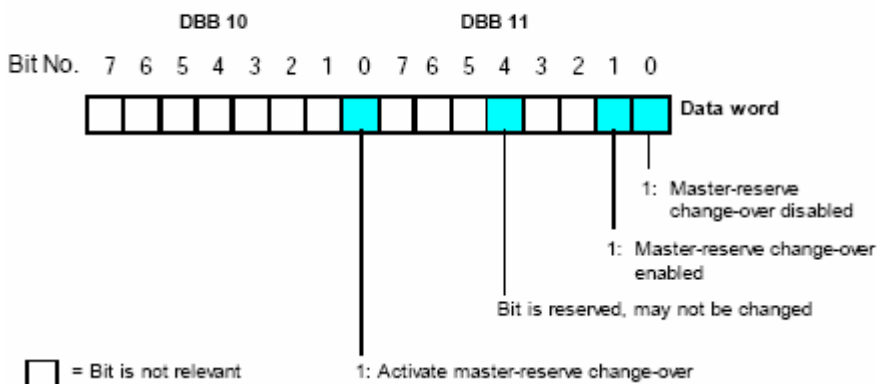 DBB 10 DBB 11
Bit No. 7 6 5 4 3 2 1 0 7 6 5 4 3 2 1 0
Data word
1: Master-reserve
change-over disabled
1: Master-reserve change-over
enabled
Bit is reserved, may not be changed
= Bit is not relevant 1: Activate master-reserve change-over